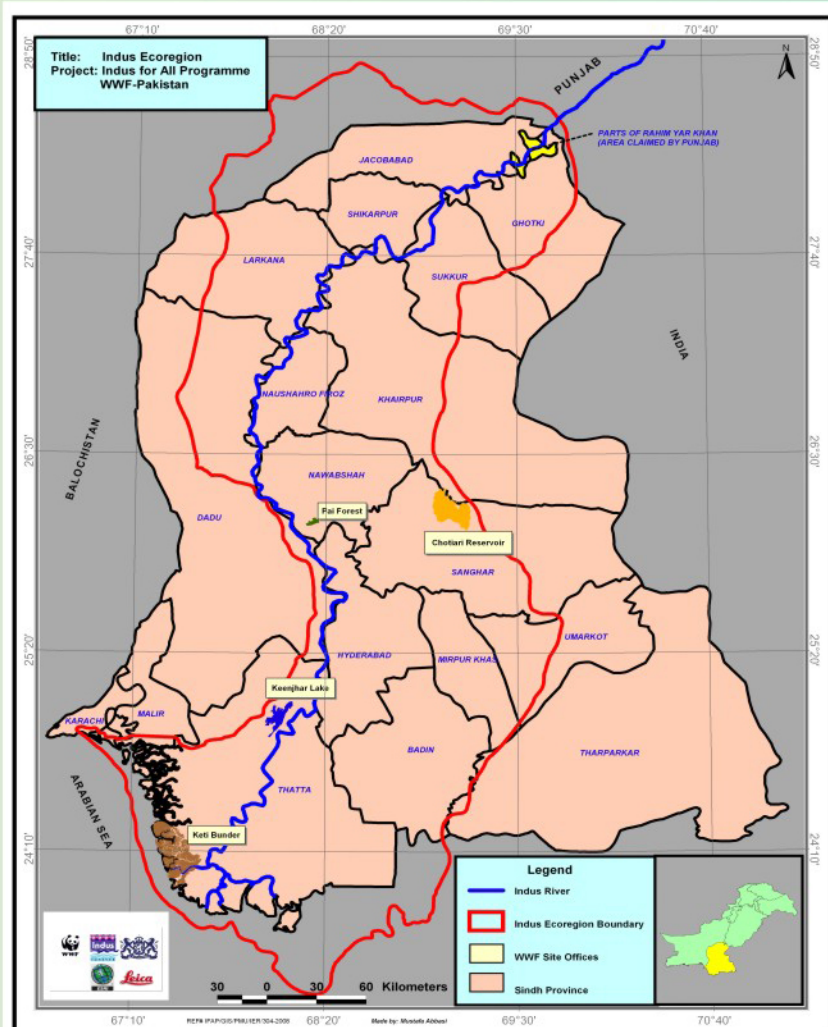 67°10' 68°20' 69°30' 70°40'
28°50' 28°50'
Title: Indus Ecoregion
Project: Indus for All Programme
WWF-Pakistan
N
PUNJAB
PARTS OF RAHIM YAR KHAN
(AREA CLAIMED BY PUNJAB)
JACOBABAD
SHIKARPUR
GHOTKI
27°40' 27°40'
LARKANA
SUKKUR
INDIA
NAUSHAHRO FIROZ
KHAIRPUR
BALOCHISTAN
26°30' 26°30'
NAWABSHAH
DADU
Pai Forest
Chotiari Reservoir
SANGHAR
UMARKOT
25°20' 25°20'
HYDERABAD
MIRPUR KHAS
Keenjhar Lake
KARACHI
MALIR
BADIN
THARPARKAR
THATTA
ARABIAN SEA
Keti Bunder
24°10' 24°10'
Legend
Indus River
Indus Ecoregion Boundary
WWF Site Offices
Sindh Province
WWF
Indus
Leica
30 0 30 60 Kilometers
Made by: Mustafa Abbasi
67°10' 68°20' 69°30' 70°40'